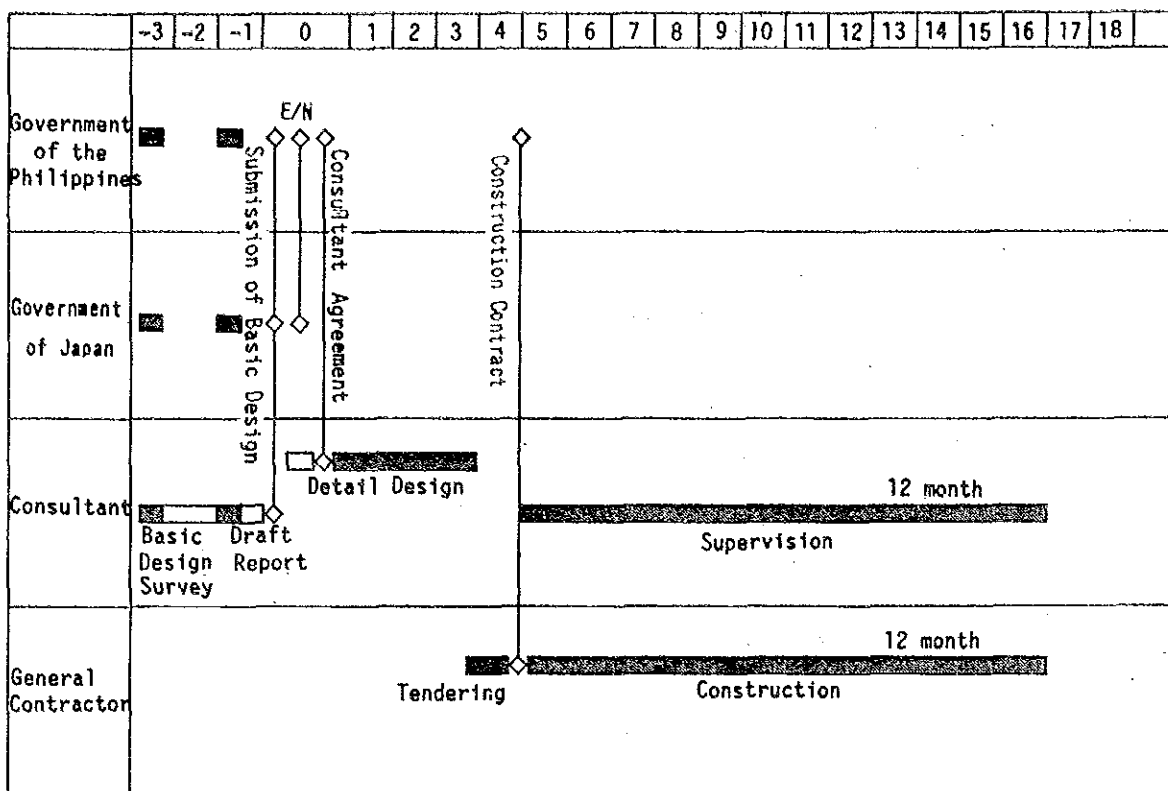 -3 -2 -1 0 1 2 3 4 5 6 7 8 9 10 11 12 13 14 15 16 17 18
E/N
Government
of the
Philippines
Submission of Basic Design
Consultant Agreement
Construction Contract
Government
of Japan
Consultant
Detail Design
12 month
Basic
Design
Survey
Draft
Report
Supervision
12 month
General
Contractor
Tendering
Construction